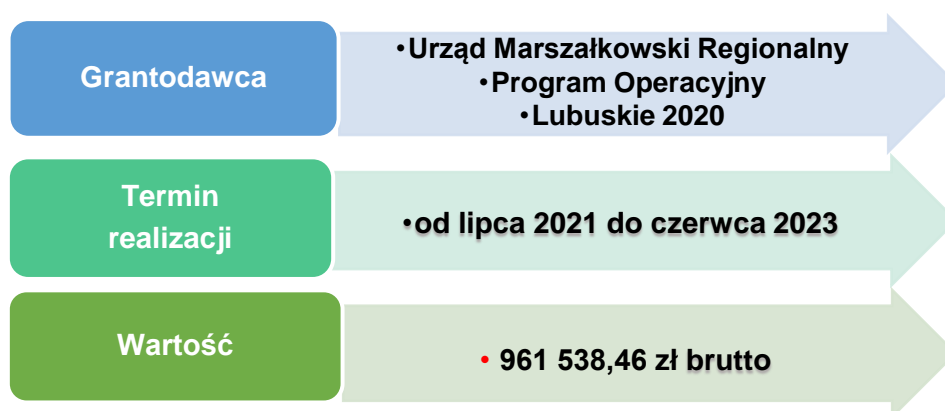 Grantodawca
•Urząd Marszałkowski Regionalny
•Program Operacyjny
•Lubuskie 2020
Termin
realizacji
•od lipca 2021 do czerwca 2023
Wartość
• 961 538,46 zł brutto